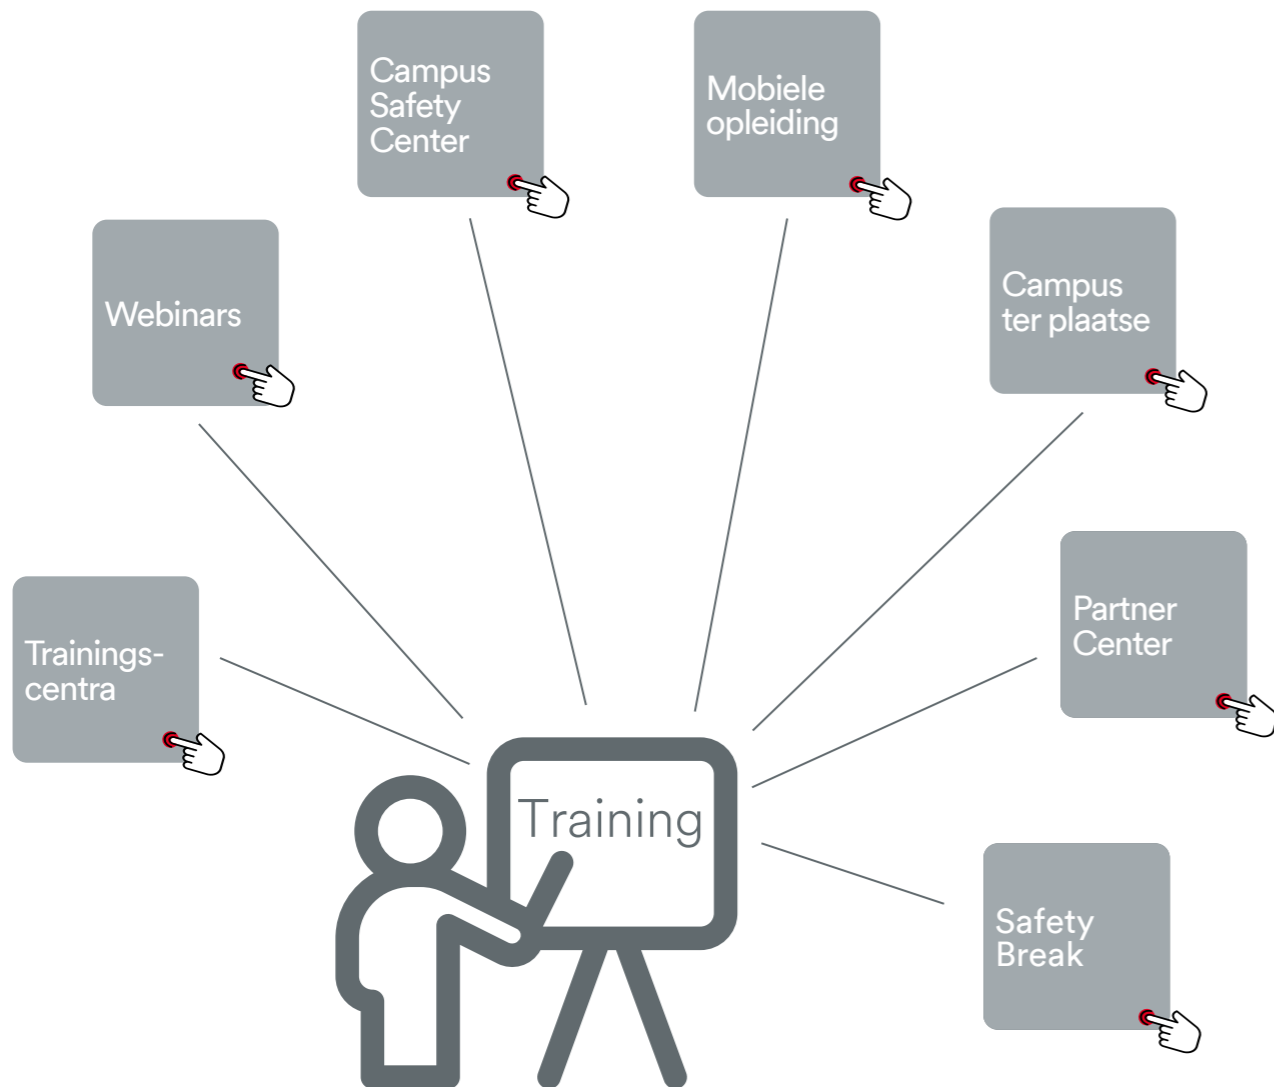 Campus
Safety
Center
Mobiele
opleiding
Webinars
Campus
ter plaatse
Trainings-
centra
Partner
Center
Training
Safety
Break